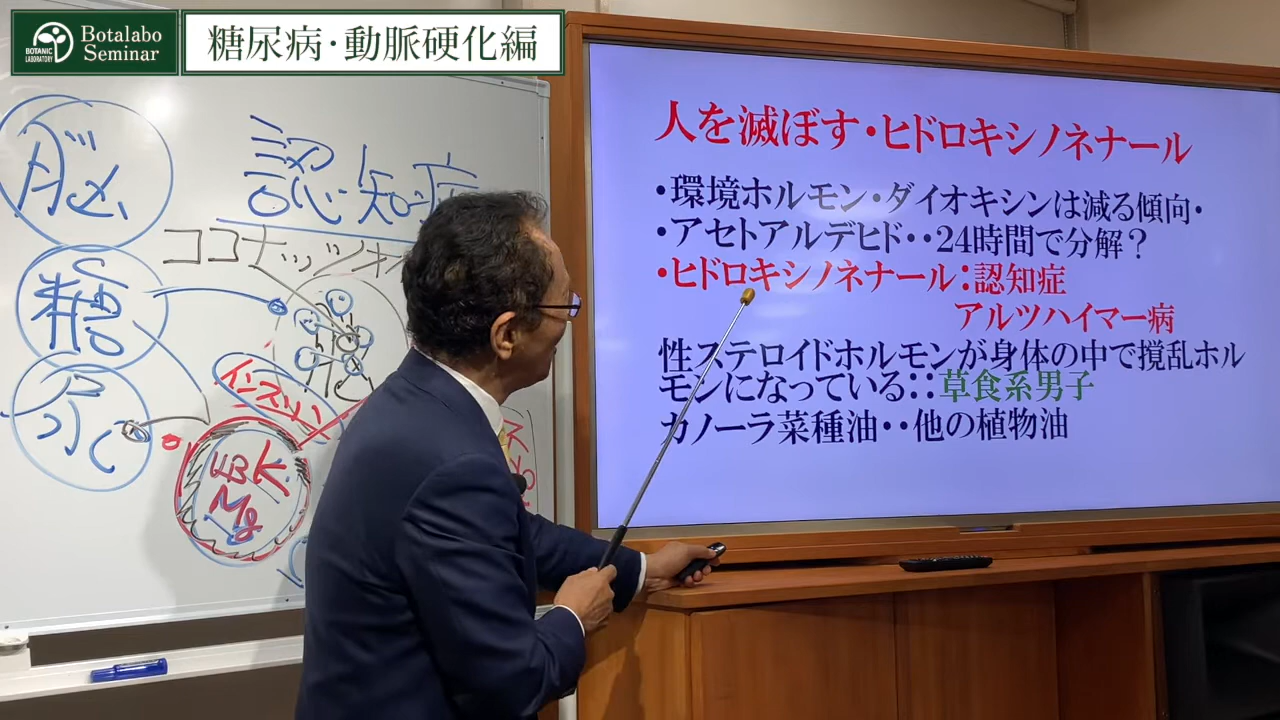 BOTANIC
LABORATORY
Botalabo
Seminar
糖尿病・動脈硬化編
脳
認知症
ココナッツオ
糖
尿
インスリン
人を滅ぼす・ヒドロキシノネナール
・環境ホルモン・ダイオキシンは減る傾向・
・アセトアルデヒド・・24時間で分解？
・ヒドロキシノネナール：認知症
アルツハイマー病
性ステロイドホルモンが身体の中で撹乱ホル
モンになっている：：草食系男子
カノーラ菜種油・・他の植物油